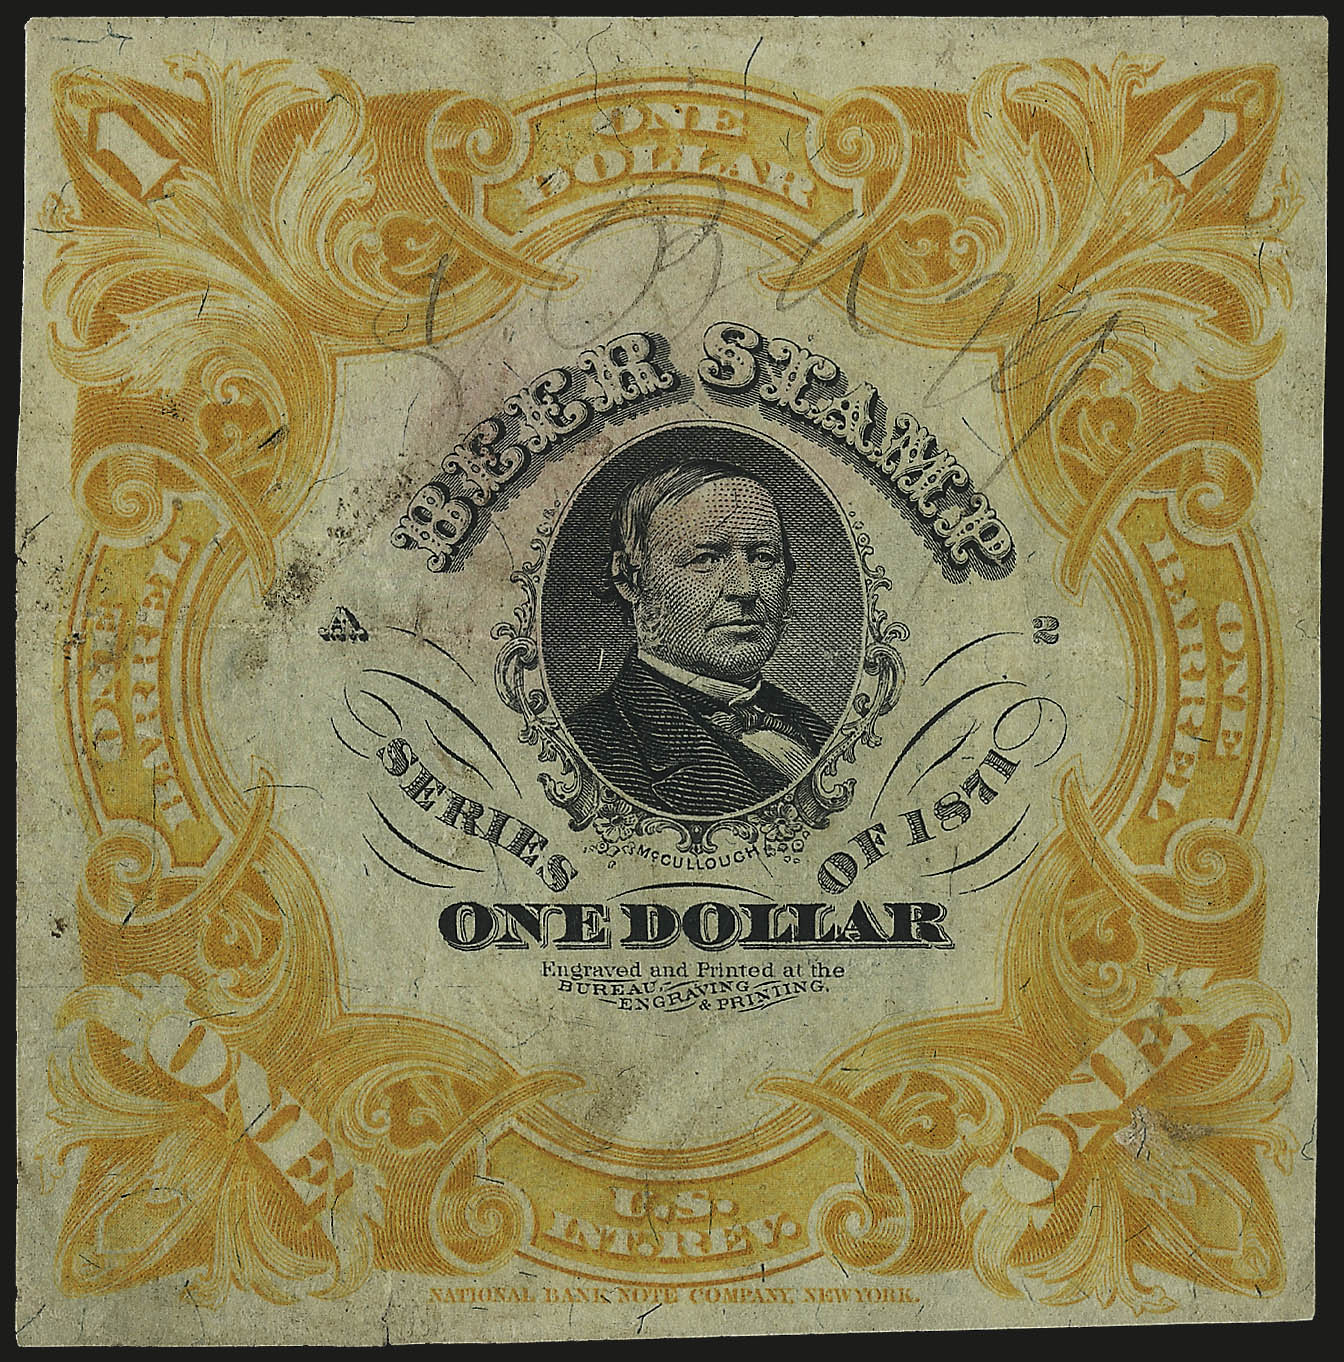 1
ONE
DOLLAR
1
BEER STAMP
A
2
ONE
BARREL
ONE
BARREL
SERIES OF 1871
McCULLOUGH
ONE DOLLAR
Engraved and Printed at the
BUREAU, ENGRAVING
& PRINTING.
ONE
ONE
U.S.
INT. REV.
NATIONAL BANK NOTE COMPANY, NEW YORK.